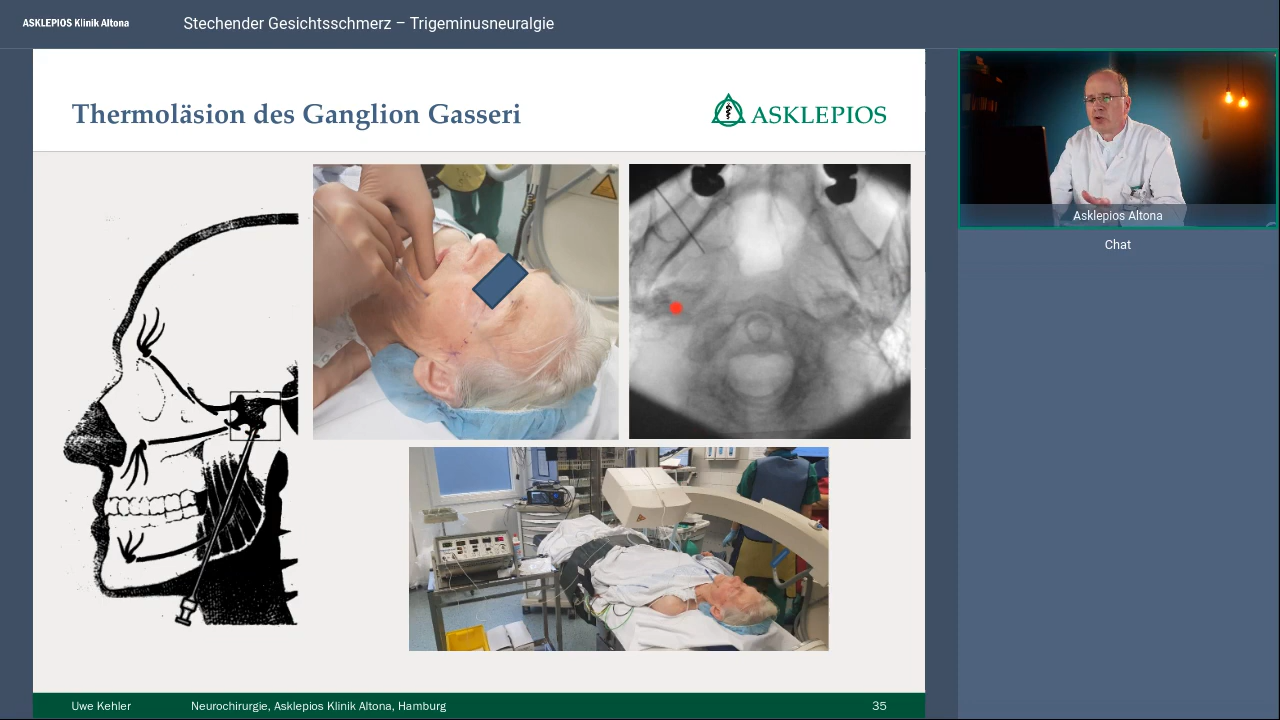 ASKLEPIOS Klinik Altona
Stechender Gesichtsschmerz – Trigeminusneuralgie
Thermoläsion des Ganglion Gasseri
ASKLEPIOS
Asklepios Altona
Chat
Uwe Kehler
Neurochirurgie, Asklepios Klinik Altona, Hamburg
35